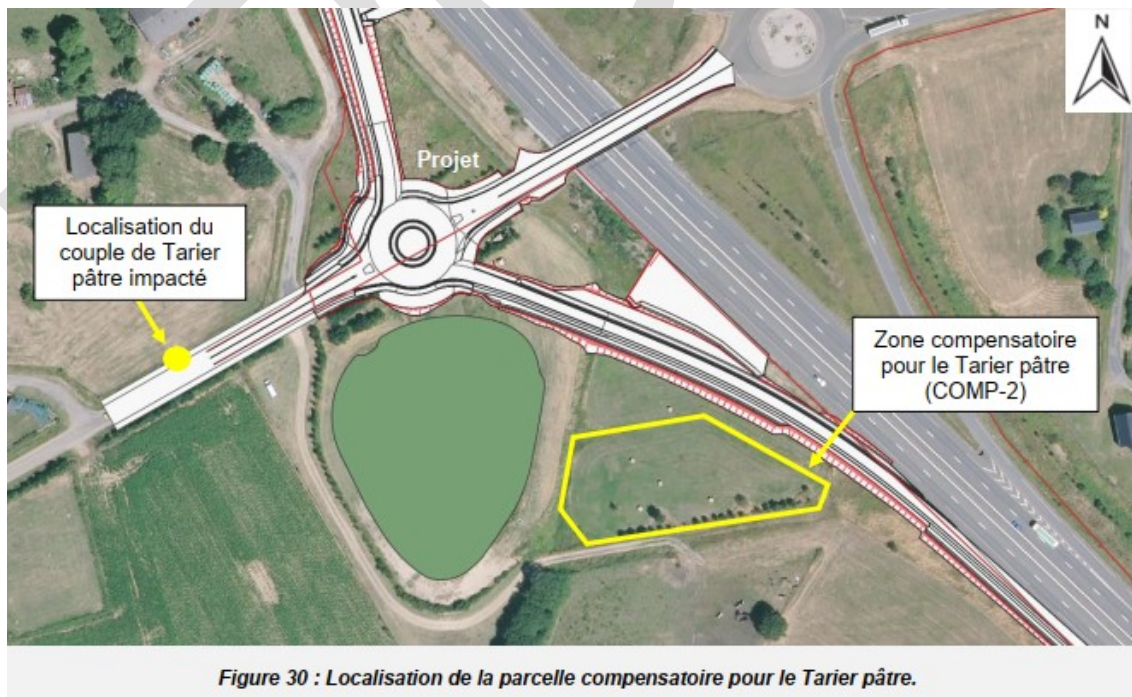 N
Projet
Localisation du
couple de Tarier
pâtre impacté
Zone compensatoire
pour le Tarier pâtre
(COMP-2)
Figure 30 : Localisation de la parcelle compensatoire pour le Tarier pâtre.